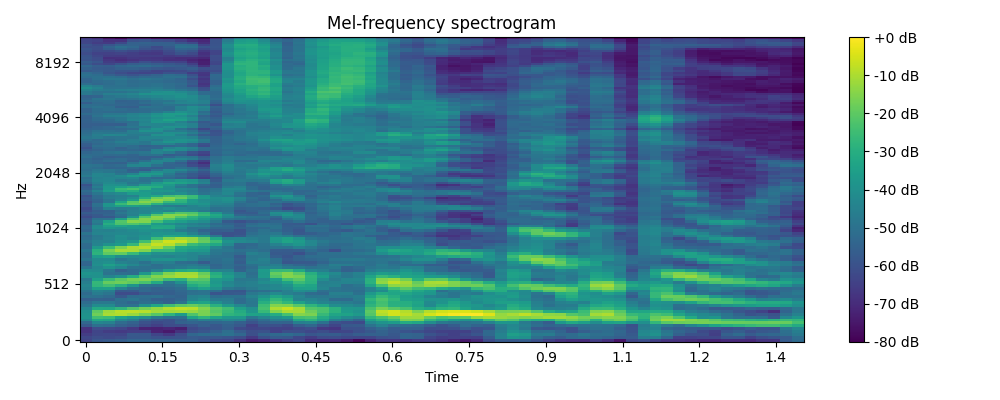 Mel-frequency spectrogram
Hz
8192
4096
2048
1024
512
0
0 0.15 0.3 0.45 0.6 0.75 0.9 1.1 1.2 1.4
Time
+0 dB
-10 dB
-20 dB
-30 dB
-40 dB
-50 dB
-60 dB
-70 dB
-80 dB